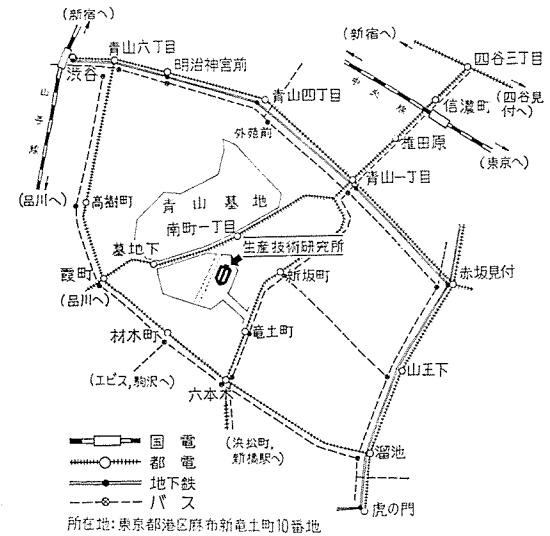 (新宿へ)
(新宿へ)
青山六丁目
明治神宮前
四谷三丁目
渋谷
山手線
青山四丁目
中央線
信濃町
(四谷見付へ)
外苑前
権田原
(東京へ)
青山一丁目
(品川へ)
高樹町
青山墓地
南町一丁目
生産技術研究所
墓地下
新坂町
霞町
赤坂見付
(品川へ)
材木町
竜土町
山王下
(エビス,駒沢へ)
六本木
(浜松町,
新橋駅へ)
溜池
国電
都電
地下鉄
バス
虎の門
所在地:東京都港区麻布新竜土町10番地